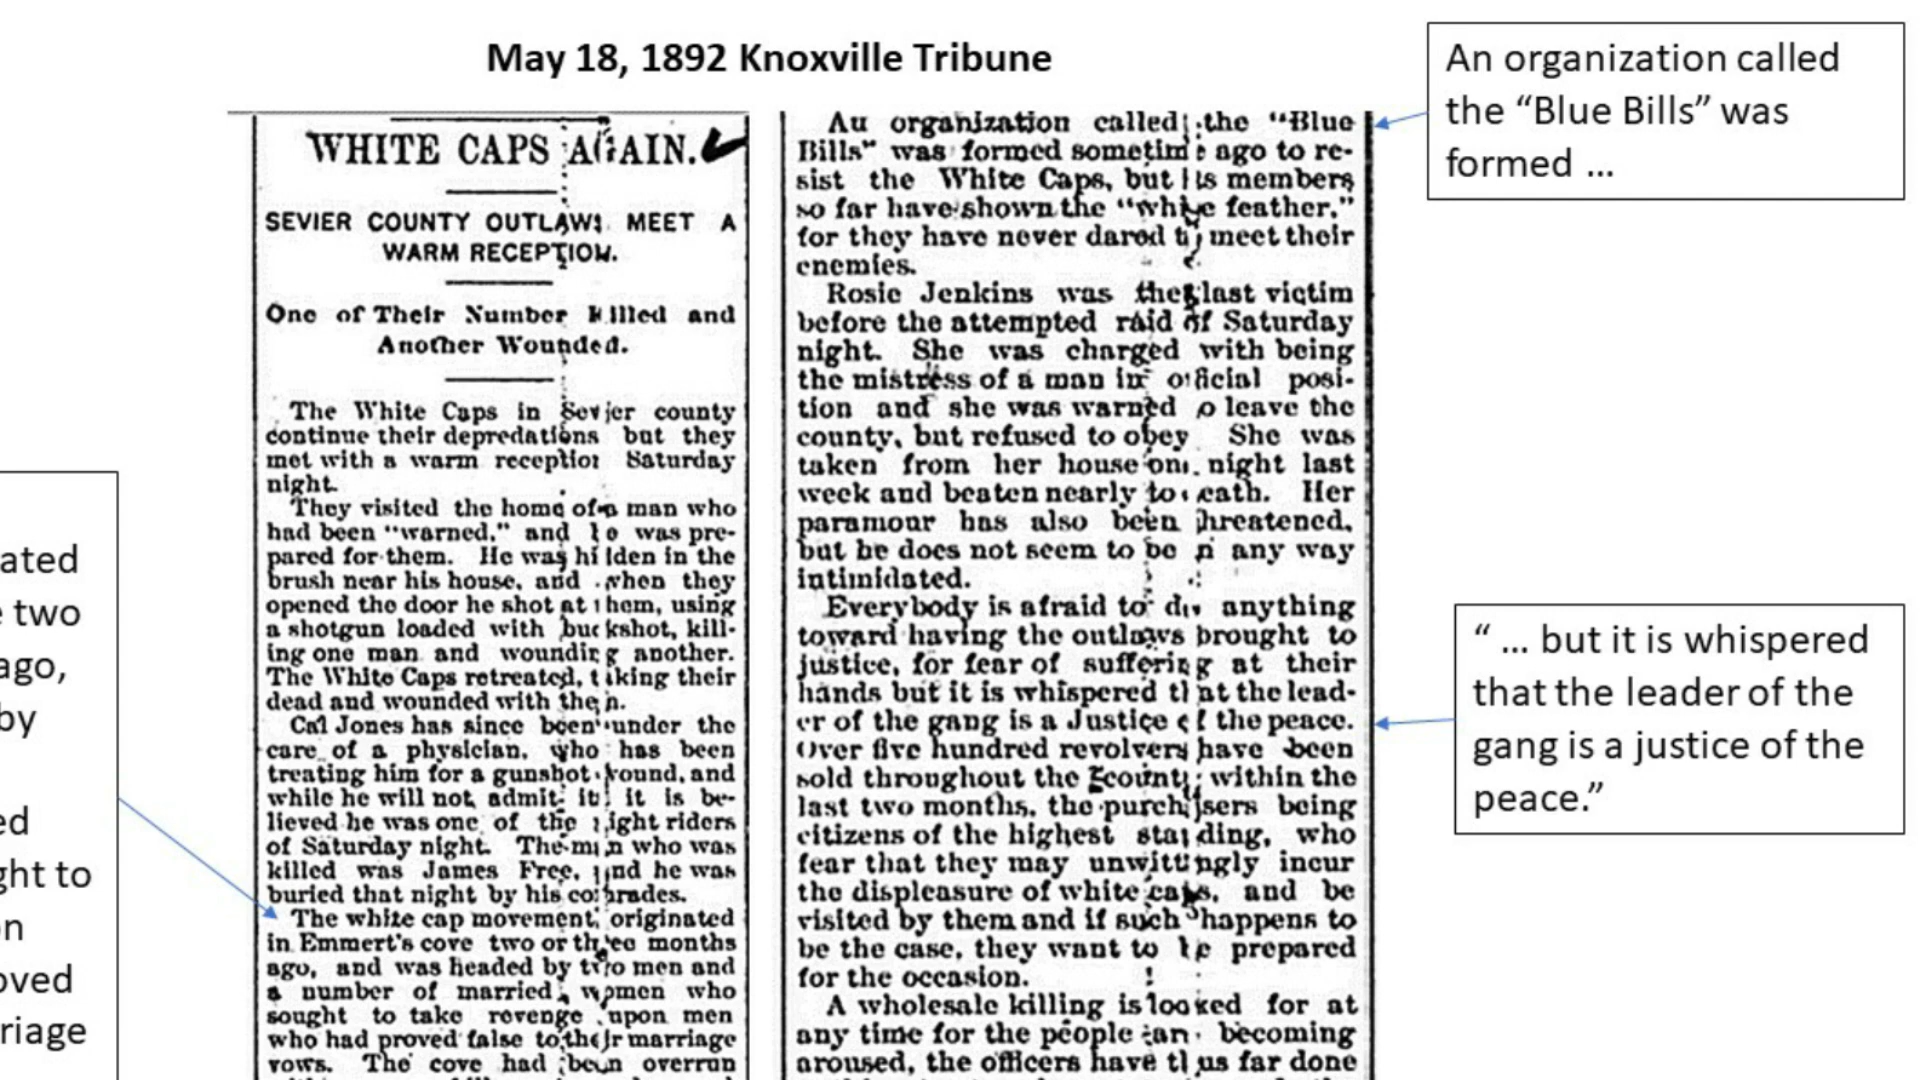 May 18, 1892 Knoxville Tribune
WHITE CAPS AGAIN.
SEVIER COUNTY OUTLAWS MEET A
WARM RECEPTION.
One of Their Number Killed and
Another Wounded.
The White Caps in Sevier county
continue their depredations but they
met with a warm reception Saturday
night.
They visited the home of a man who
had been "warned," and he was pre-
pared for them. He was hidden in the
brush near his house, and when they
opened the door he shot at them, using
a shotgun loaded with buckshot, kill-
ing one man and wounding another.
The White Caps retreated, taking their
dead and wounded with them.
Cal Jones has since been under the
care of a physician, who has been
treating him for a gunshot wound, and
while he will not admit it, it is be-
lieved he was one of the night riders
of Saturday night. The man who was
killed was James Free, and he was
buried that night by his comrades.
The white cap movement originated
in Emmert's cove two or three months
ago, and was headed by two men and
a number of married women who
sought to take revenge upon men
who had proved false to their marriage
vows. The cove had been overrun
An organization called the "Blue
Bills" was formed sometime ago to re-
sist the White Caps, but its members
so far have shown the "white feather,"
for they have never dared to meet their
enemies.
Rosie Jenkins was the last victim
before the attempted raid of Saturday
night. She was charged with being
the mistress of a man in official posi-
tion and she was warned to leave the
county, but refused to obey She was
taken from her house one night last
week and beaten nearly to death. Her
paramour has also been threatened,
but he does not seem to be in any way
intimidated.
Everybody is afraid to do anything
toward having the outlaws brought to
justice, for fear of suffering at their
hands but it is whispered that the lead-
er of the gang is a Justice of the peace.
Over five hundred revolvers have been
sold throughout the county within the
last two months, the purchasers being
citizens of the highest standing, who
fear that they may unwittingly incur
the displeasure of white caps, and be
visited by them and if such happens to
be the case, they want to be prepared
for the occasion.
A wholesale killing is looked for at
any time for the people are becoming
aroused, the officers have thus far done
An organization called
the “Blue Bills” was
formed ...
“ ... but it is whispered
that the leader of the
gang is a justice of the
peace.”
ated
two
ago,
by
ed
ght to
on
oved
riage